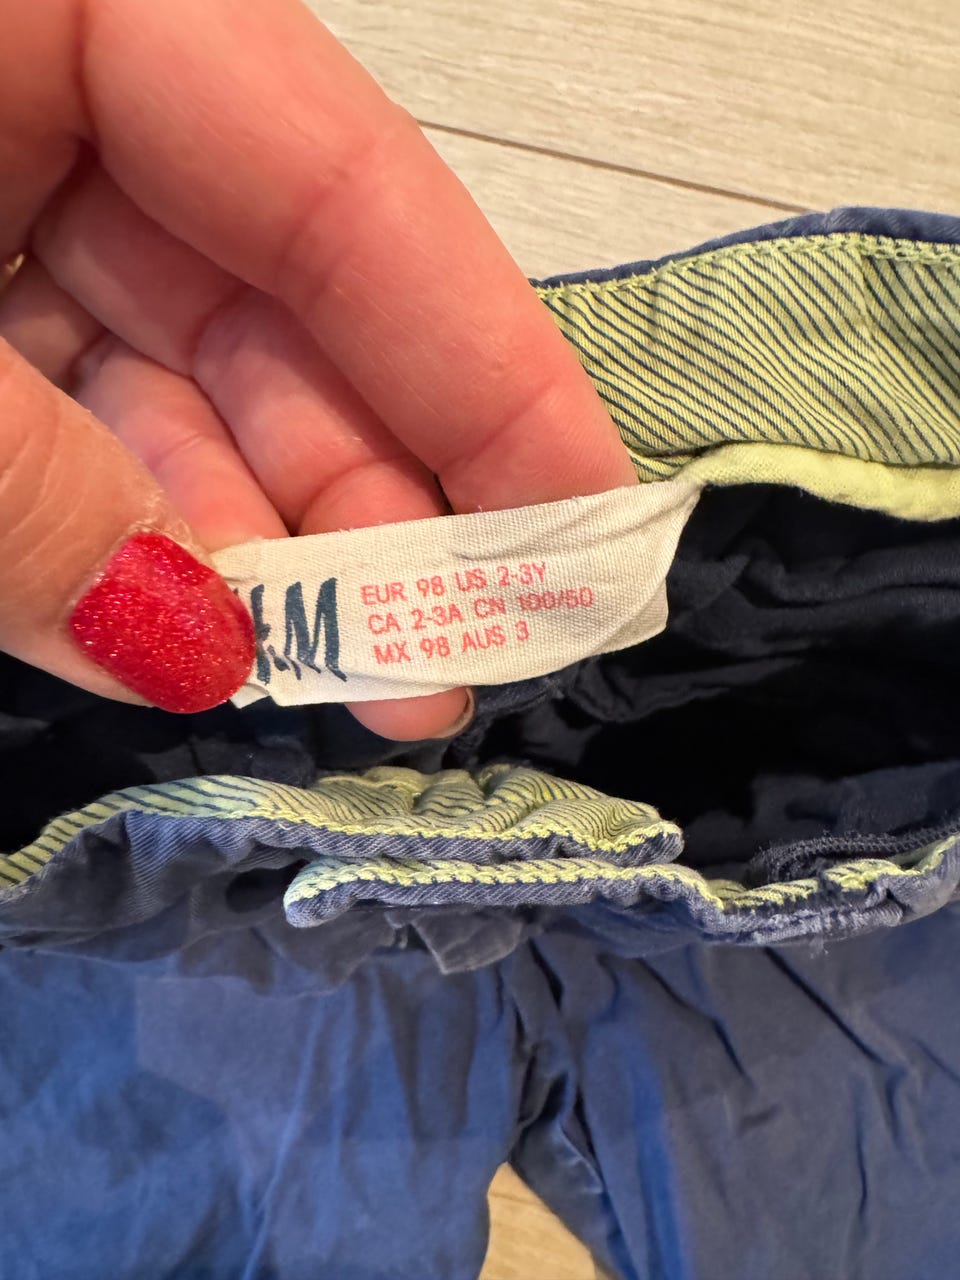 H&M
EUR 98 US 2-3Y
CA 2-3A CN 100/50
MX 98 AUS 3